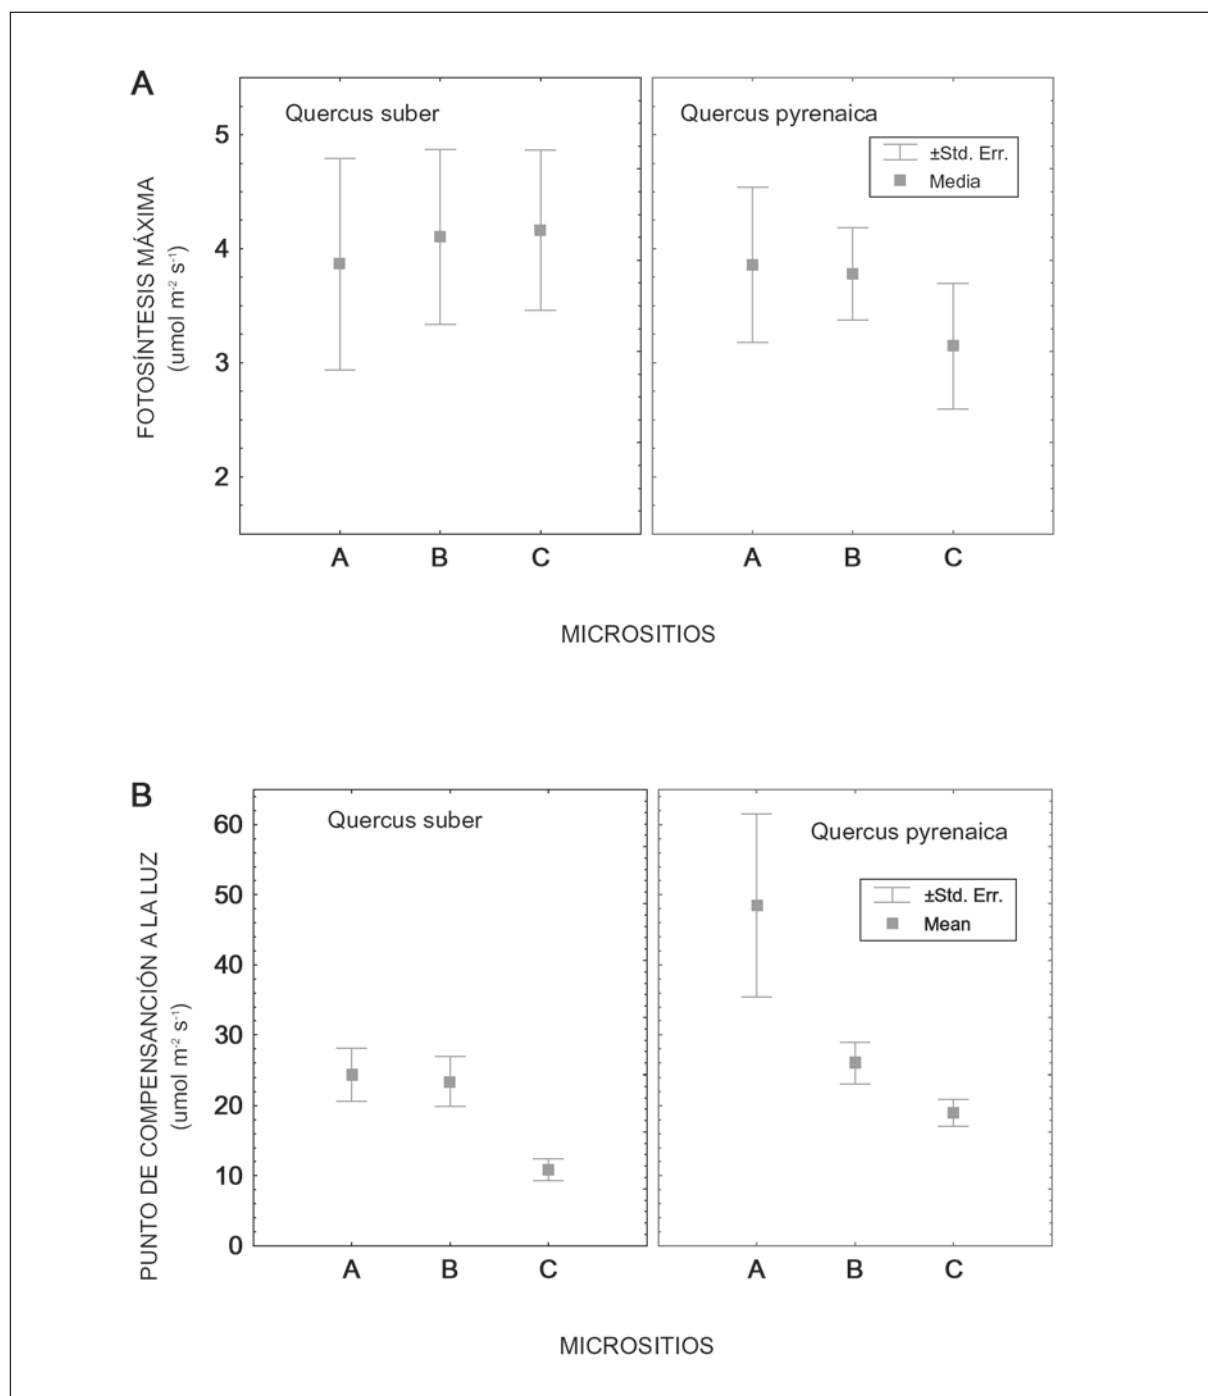 A
Quercus suber
Quercus pyrenaica
±Std. Err.
Media
FOTOSÍNTESIS MÁXIMA
(umol m⁻² s⁻¹)
5
4
3
2
A B C
A B C
MICROSITIOS
B
Quercus suber
Quercus pyrenaica
±Std. Err.
Mean
PUNTO DE COMPENSANCIÓN A LA LUZ
(umol m⁻² s⁻¹)
60
50
40
30
20
10
0
A B C
A B C
MICROSITIOS